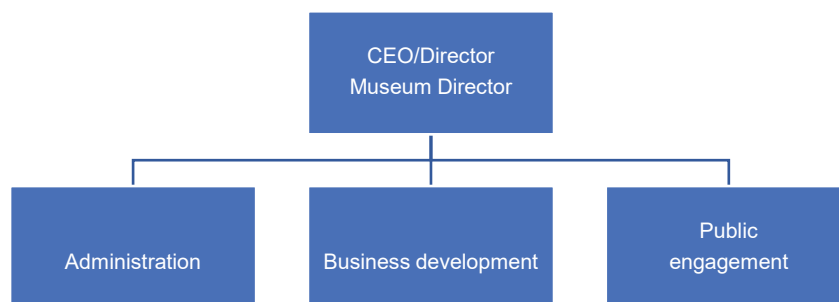 CEO/Director
Museum Director
Administration
Business development
Public
engagement